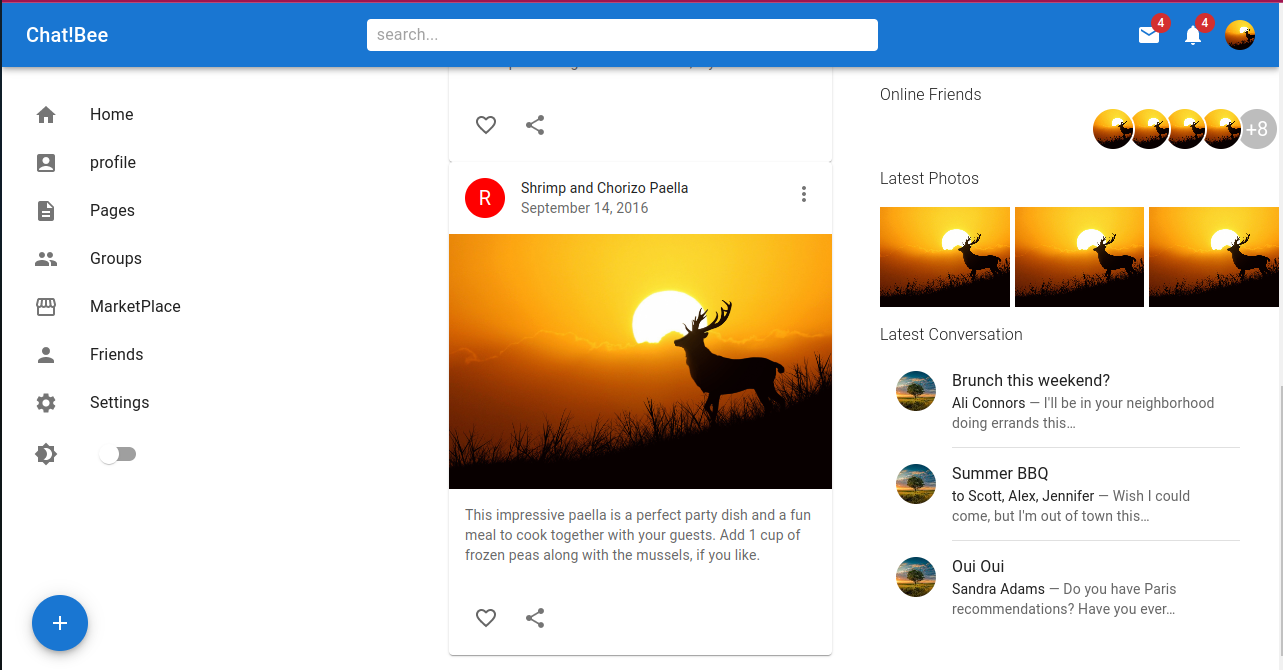 Chat!Bee
search...
4
4
Home
profile
Pages
Groups
MarketPlace
Friends
Settings
R
Shrimp and Chorizo Paella
September 14, 2016
This impressive paella is a perfect party dish and a fun
meal to cook together with your guests. Add 1 cup of
frozen peas along with the mussels, if you like.
Online Friends
+8
Latest Photos
Latest Conversation
Brunch this weekend?
Ali Connors — I'll be in your neighborhood
doing errands this…
Summer BBQ
to Scott, Alex, Jennifer — Wish I could
come, but I'm out of town this…
Oui Oui
Sandra Adams — Do you have Paris
recommendations? Have you ever…